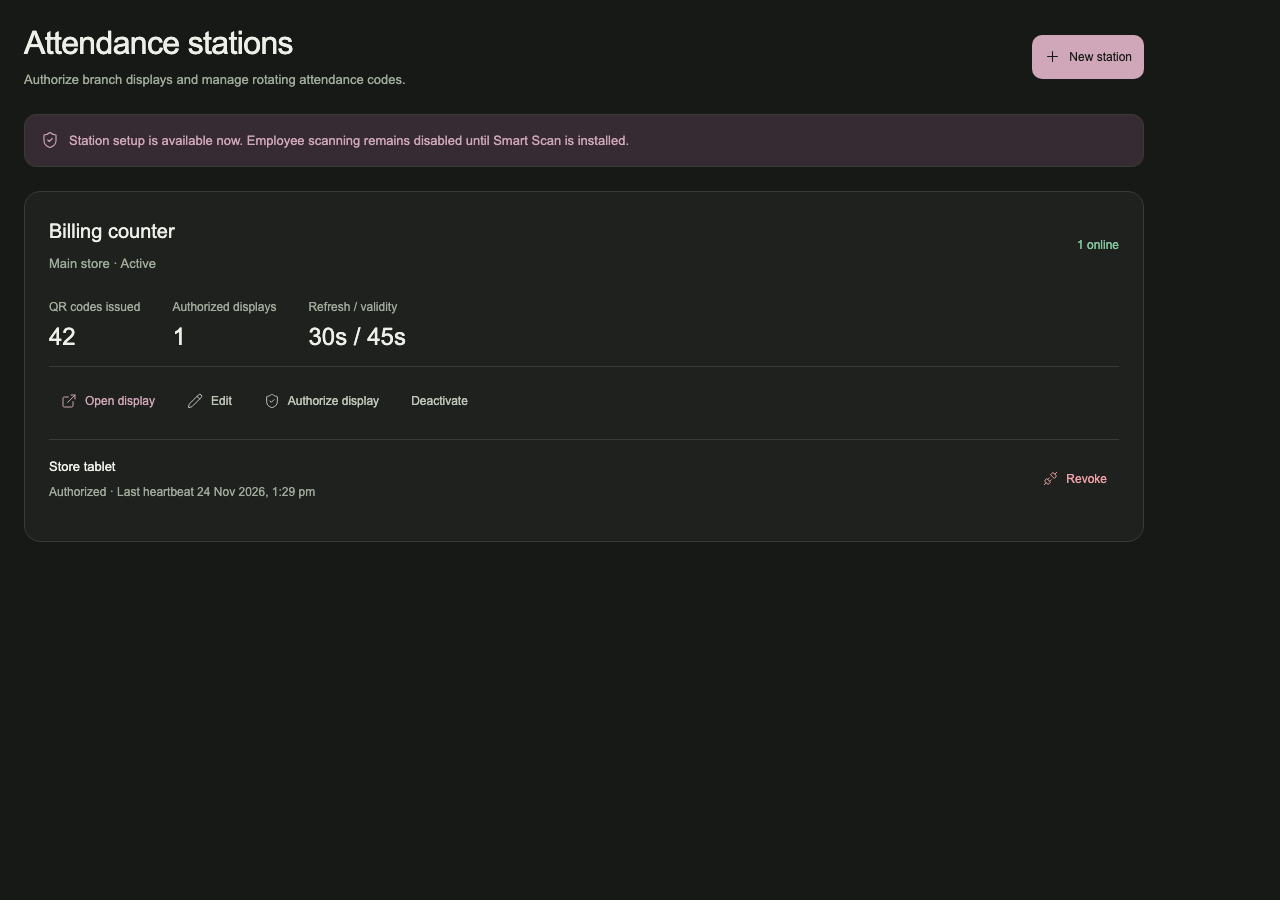 Attendance stations
Authorize branch displays and manage rotating attendance codes.
New station
Station setup is available now. Employee scanning remains disabled until Smart Scan is installed.
Billing counter
Main store · Active
1 online
QR codes issued
42
Authorized displays
1
Refresh / validity
30s / 45s
Open display
Edit
Authorize display
Deactivate
Store tablet
Authorized · Last heartbeat 24 Nov 2026, 1:29 pm
Revoke